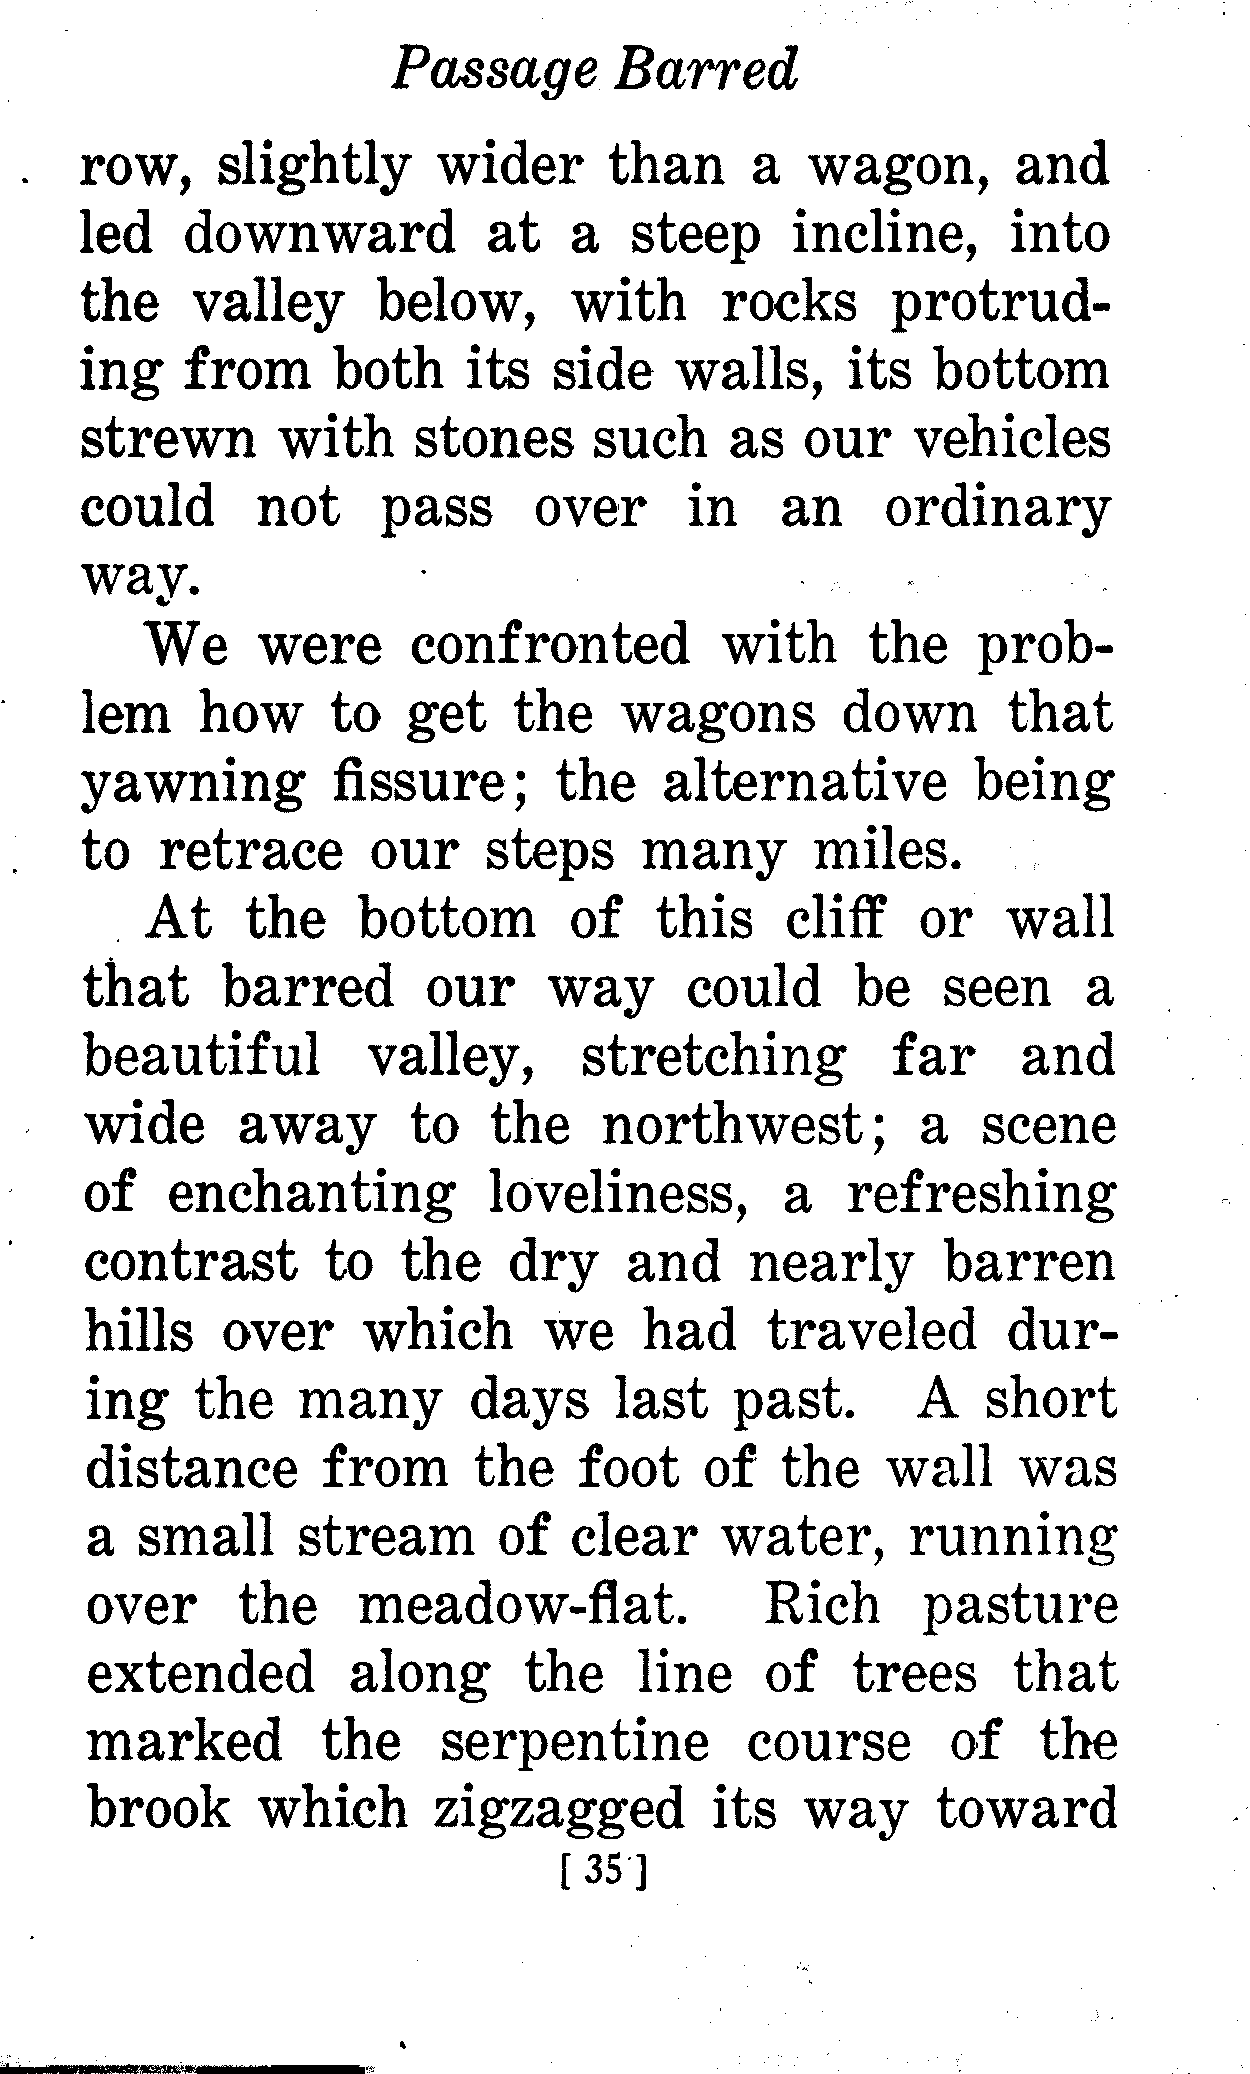 Passage Barred
row, slightly wider than a wagon, and
led downward at a steep incline, into
the valley below, with rocks protrud-
ing from both its side walls, its bottom
strewn with stones such as our vehicles
could not pass over in an ordinary
way.
We were confronted with the prob-
lem how to get the wagons down that
yawning fissure; the alternative being
to retrace our steps many miles.
At the bottom of this cliff or wall
that barred our way could be seen a
beautiful valley, stretching far and
wide away to the northwest; a scene
of enchanting loveliness, a refreshing
contrast to the dry and nearly barren
hills over which we had traveled dur-
ing the many days last past. A short
distance from the foot of the wall was
a small stream of clear water, running
over the meadow-flat. Rich pasture
extended along the line of trees that
marked the serpentine course of the
brook which zigzagged its way toward
[ 35 ]